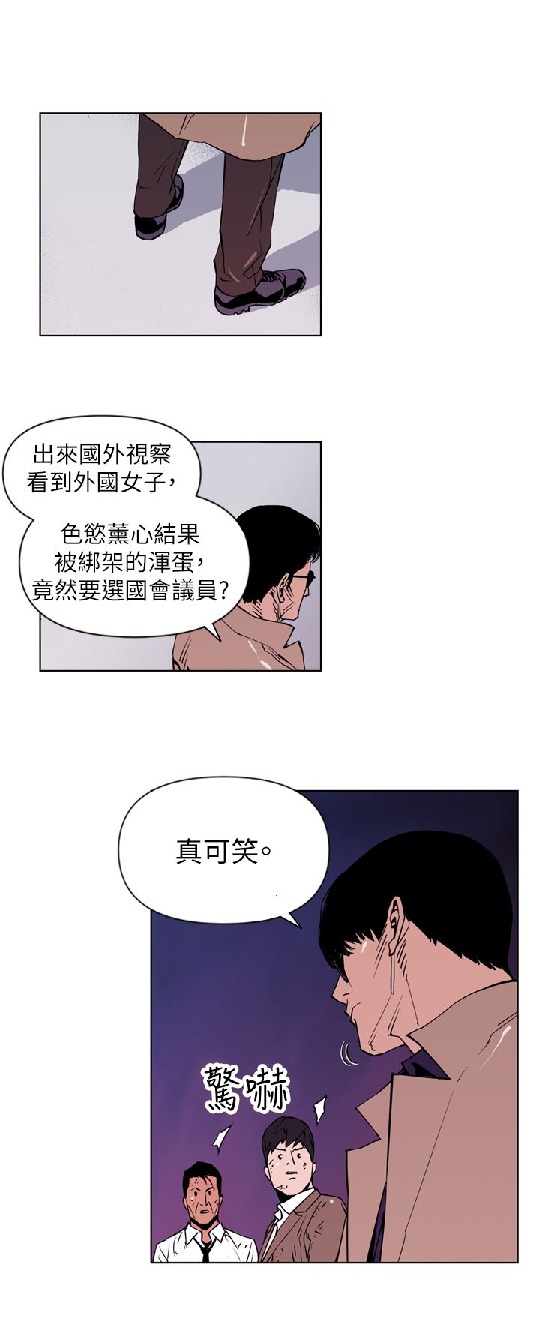 出來國外視察
看到外國女子，
色慾薰心結果
被綁架的渾蛋，
竟然要選國會議員？
真可笑。
驚嚇